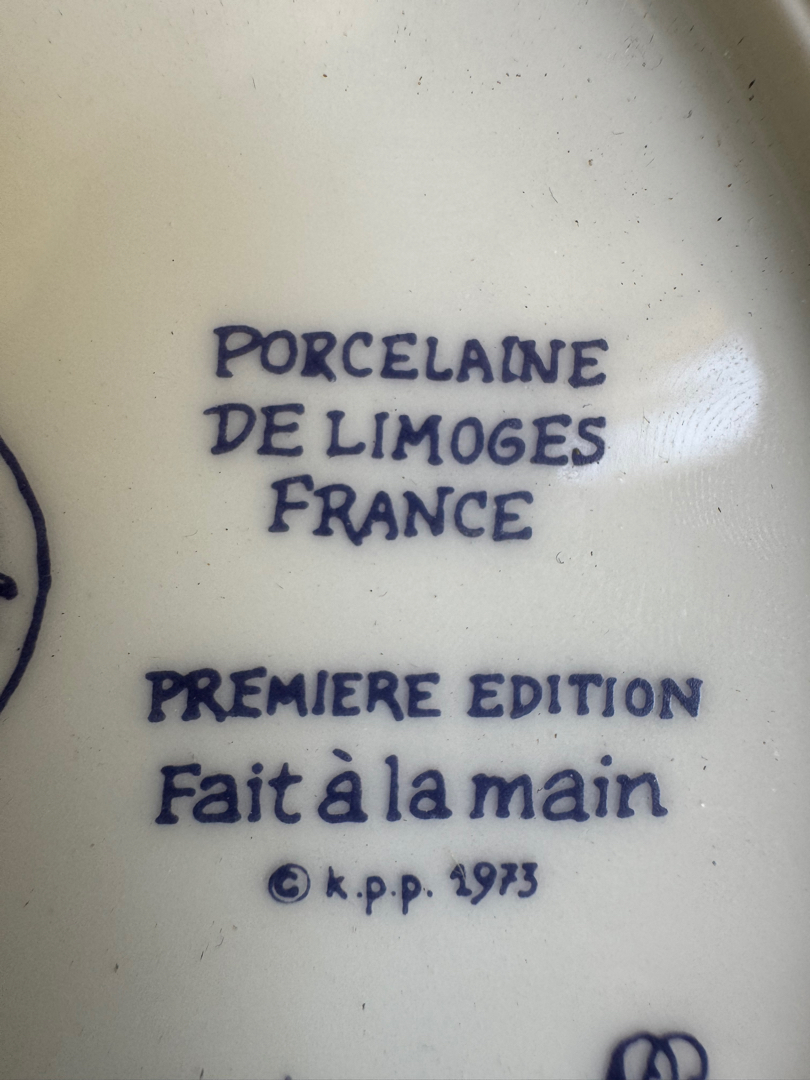 PORCELAINE
DE LIMOGES
FRANCE
PREMIERE EDITION
Fait à la main
© k.p.p. 1973